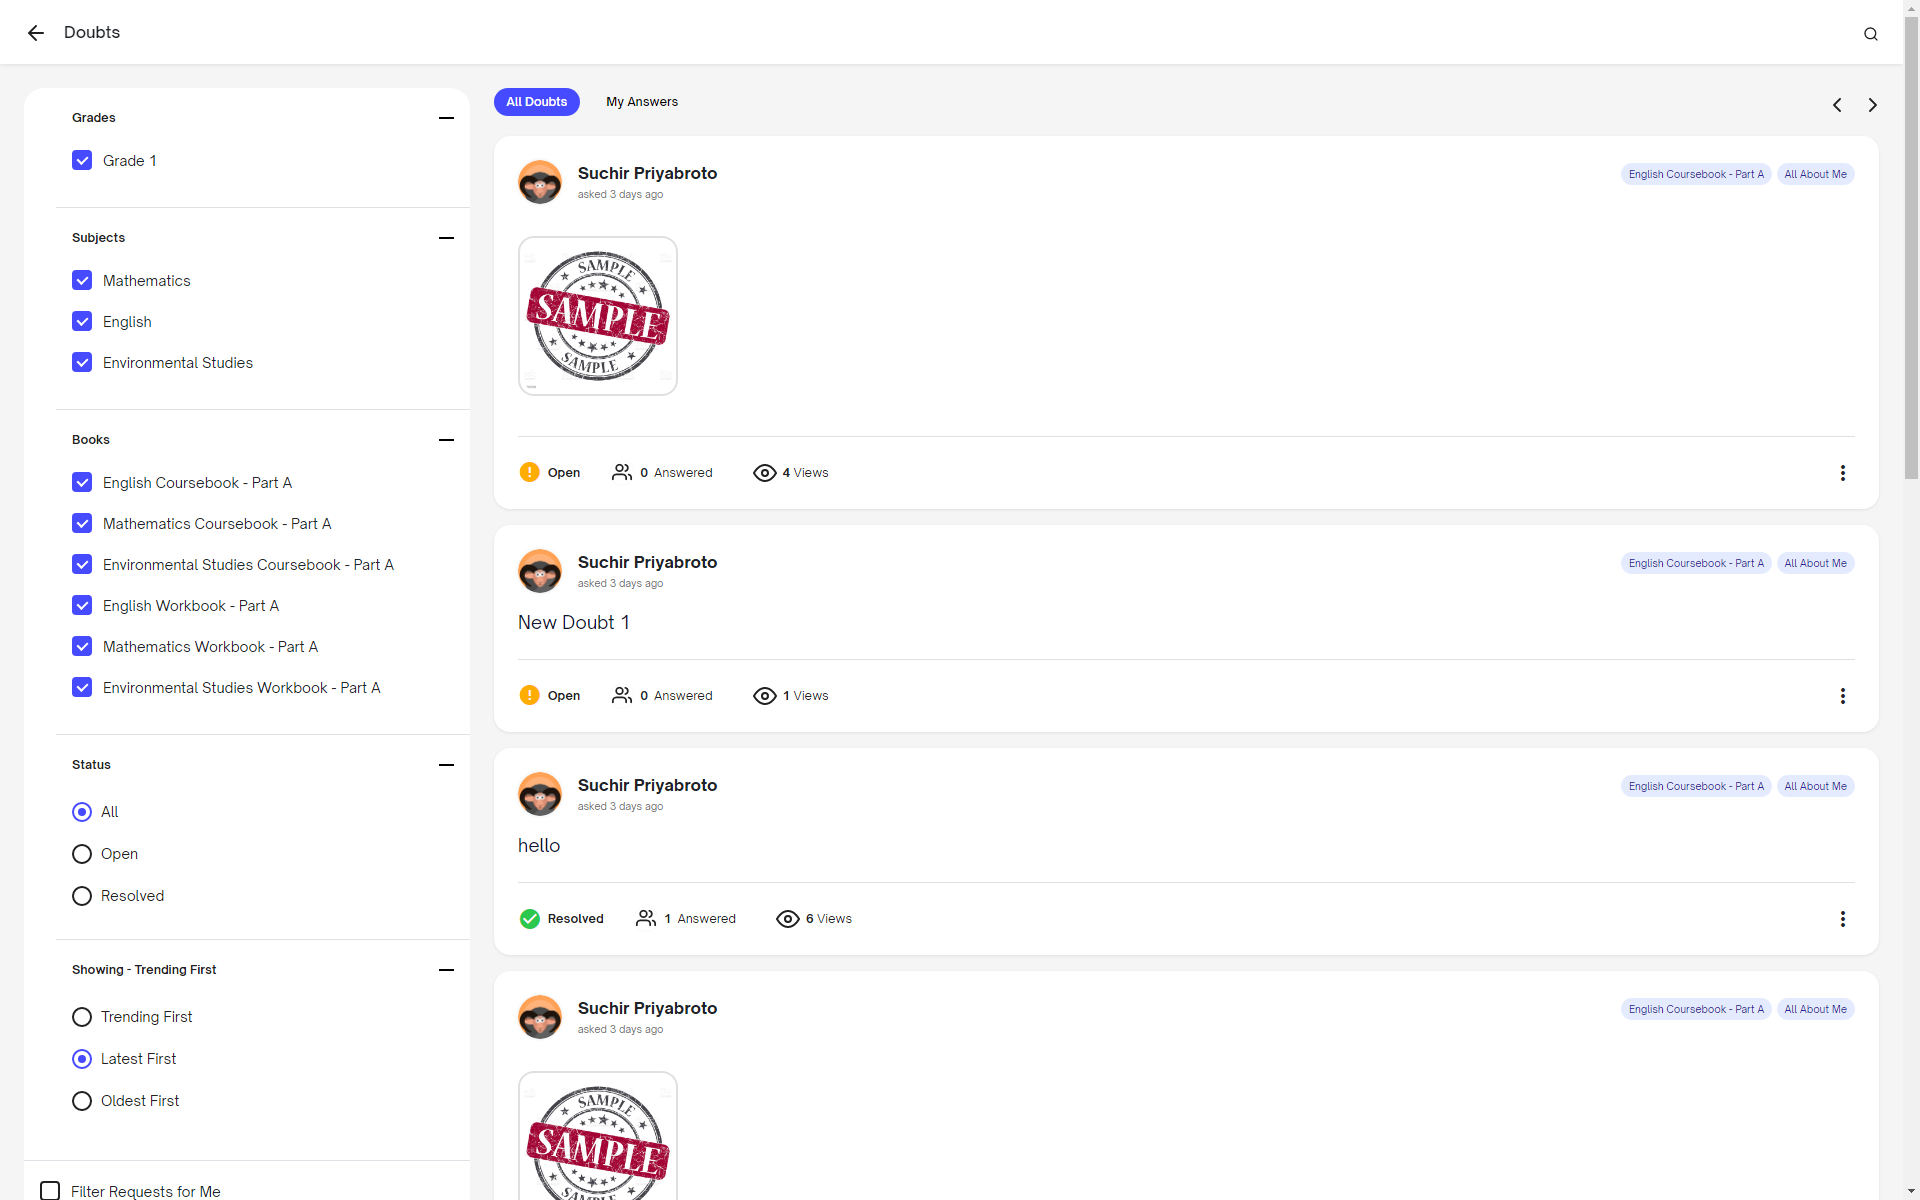 Doubts
Grades
Grade 1
Subjects
Mathematics
English
Environmental Studies
Books
English Coursebook - Part A
Mathematics Coursebook - Part A
Environmental Studies Coursebook - Part A
English Workbook - Part A
Mathematics Workbook - Part A
Environmental Studies Workbook - Part A
Status
All
Open
Resolved
Showing - Trending First
Trending First
Latest First
Oldest First
Filter Requests for Me
All Doubts My Answers
Suchir Priyabroto English Coursebook - Part A All About Me
asked 3 days ago
SAMPLE
SAMPLE
SAMPLE
Open 0 Answered 4 Views
Suchir Priyabroto English Coursebook - Part A All About Me
asked 3 days ago
New Doubt 1
Open 0 Answered 1 Views
Suchir Priyabroto English Coursebook - Part A All About Me
asked 3 days ago
hello
Resolved 1 Answered 6 Views
Suchir Priyabroto English Coursebook - Part A All About Me
asked 3 days ago
SAMPLE
SAMPLE
SAMPLE